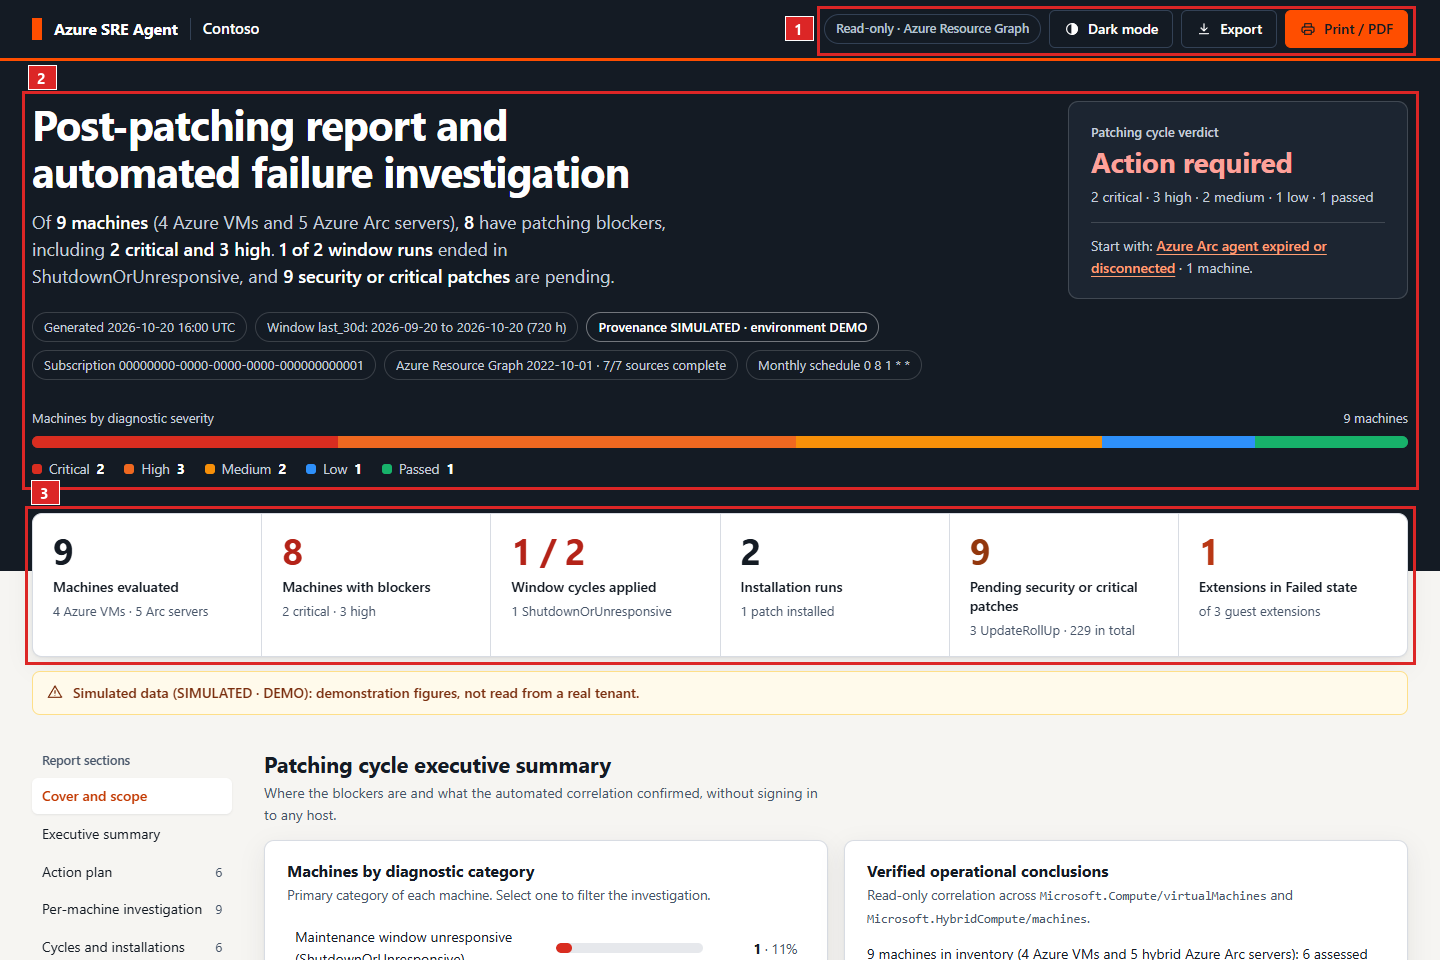 Azure SRE Agent
Contoso
1
Read-only · Azure Resource Graph
Dark mode
Export
Print / PDF
2
Post-patching report and
automated failure investigation
Of 9 machines (4 Azure VMs and 5 Azure Arc servers), 8 have patching blockers,
including 2 critical and 3 high. 1 of 2 window runs ended in
ShutdownOrUnresponsive, and 9 security or critical patches are pending.
Patching cycle verdict
Action required
2 critical · 3 high · 2 medium · 1 low · 1 passed
Start with: Azure Arc agent expired or
disconnected · 1 machine.
Generated 2026-10-20 16:00 UTC
Window last_30d: 2026-09-20 to 2026-10-20 (720 h)
Provenance SIMULATED · environment DEMO
Subscription 00000000-0000-0000-0000-000000000001
Azure Resource Graph 2022-10-01 · 7/7 sources complete
Monthly schedule 0 8 1 * *
Machines by diagnostic severity
9 machines
Critical 2
High 3
Medium 2
Low 1
Passed 1
3
9
Machines evaluated
4 Azure VMs · 5 Arc servers
8
Machines with blockers
2 critical · 3 high
1 / 2
Window cycles applied
1 ShutdownOrUnresponsive
2
Installation runs
1 patch installed
9
Pending security or critical
patches
3 UpdateRollUp · 229 in total
1
Extensions in Failed state
of 3 guest extensions
Simulated data (SIMULATED · DEMO): demonstration figures, not read from a real tenant.
Report sections
Cover and scope
Executive summary
Action plan 6
Per-machine investigation 9
Cycles and installations 6
Patching cycle executive summary
Where the blockers are and what the automated correlation confirmed, without signing in
to any host.
Machines by diagnostic category
Primary category of each machine. Select one to filter the investigation.
Maintenance window unresponsive
(ShutdownOrUnresponsive)
1 · 11%
Verified operational conclusions
Read-only correlation across Microsoft.Compute/virtualMachines and
Microsoft.HybridCompute/machines.
9 machines in inventory (4 Azure VMs and 5 hybrid Azure Arc servers): 6 assessed